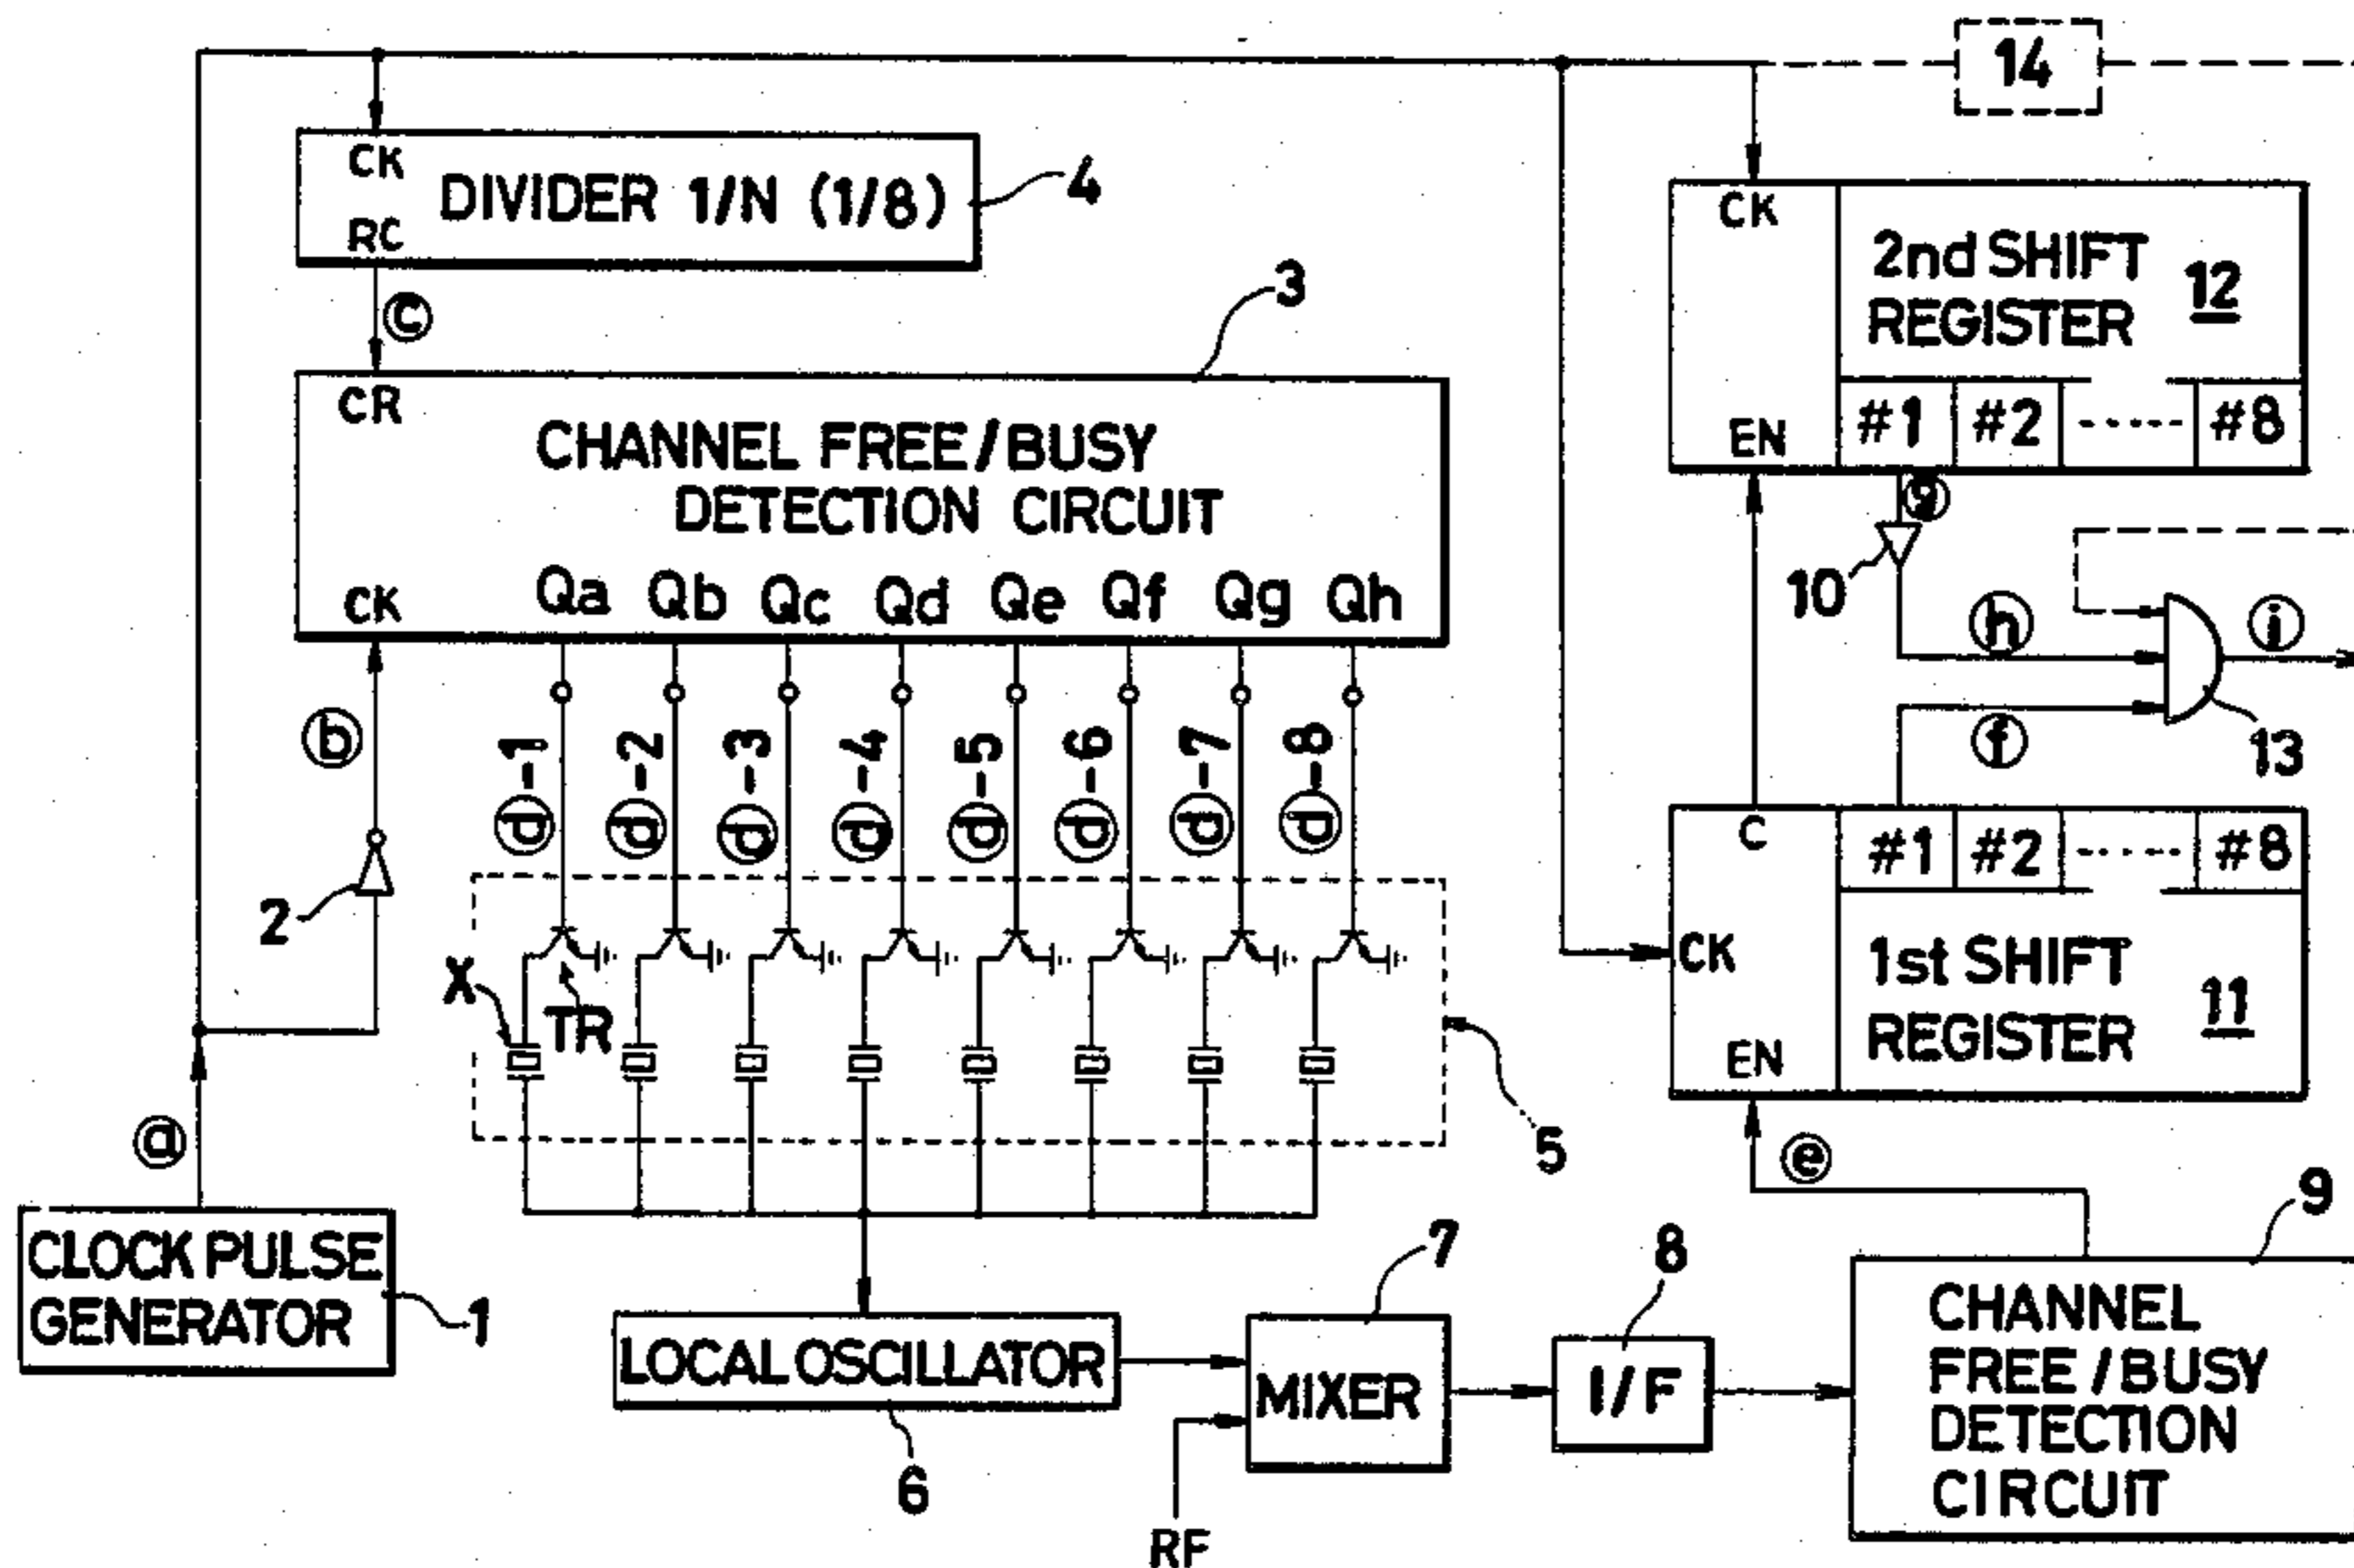 14
CK
DIVIDER 1/N (1/8)
RC
4
ⓒ
3
CR
CHANNEL FREE/BUSY
DETECTION CIRCUIT
CK
Qa Qb Qc Qd Qe Qf Qg Qh
ⓑ
ⓓ-1
ⓓ-2
ⓓ-3
ⓓ-4
ⓓ-5
ⓓ-6
ⓓ-7
ⓓ-8
2
X
TR
5
ⓐ
CLOCK PULSE
GENERATOR
1
LOCAL OSCILLATOR
6
7
MIXER
RF
8
I/F
9
CHANNEL
FREE/BUSY
DETECTION
CIRCUIT
ⓔ
CK
2nd SHIFT
REGISTER
12
EN
#1 #2 ..... #8
ⓖ
10
ⓗ
ⓘ
ⓕ
13
C
#1 #2 ..... #8
CK
1st SHIFT
REGISTER
11
EN